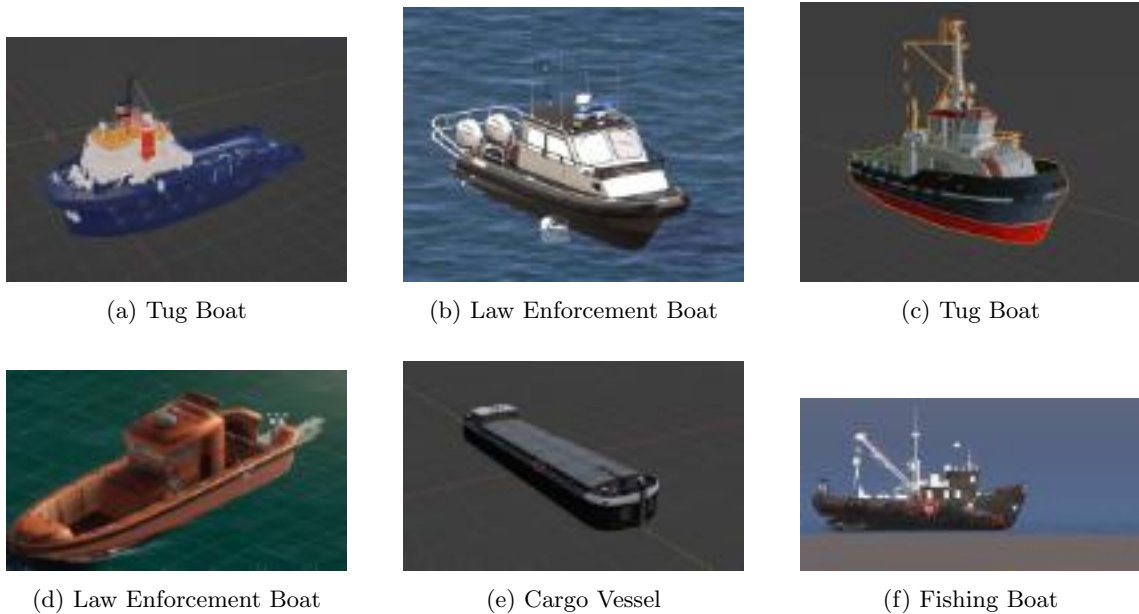 (a) Tug Boat
(b) Law Enforcement Boat
(c) Tug Boat
(d) Law Enforcement Boat
(e) Cargo Vessel
(f) Fishing Boat